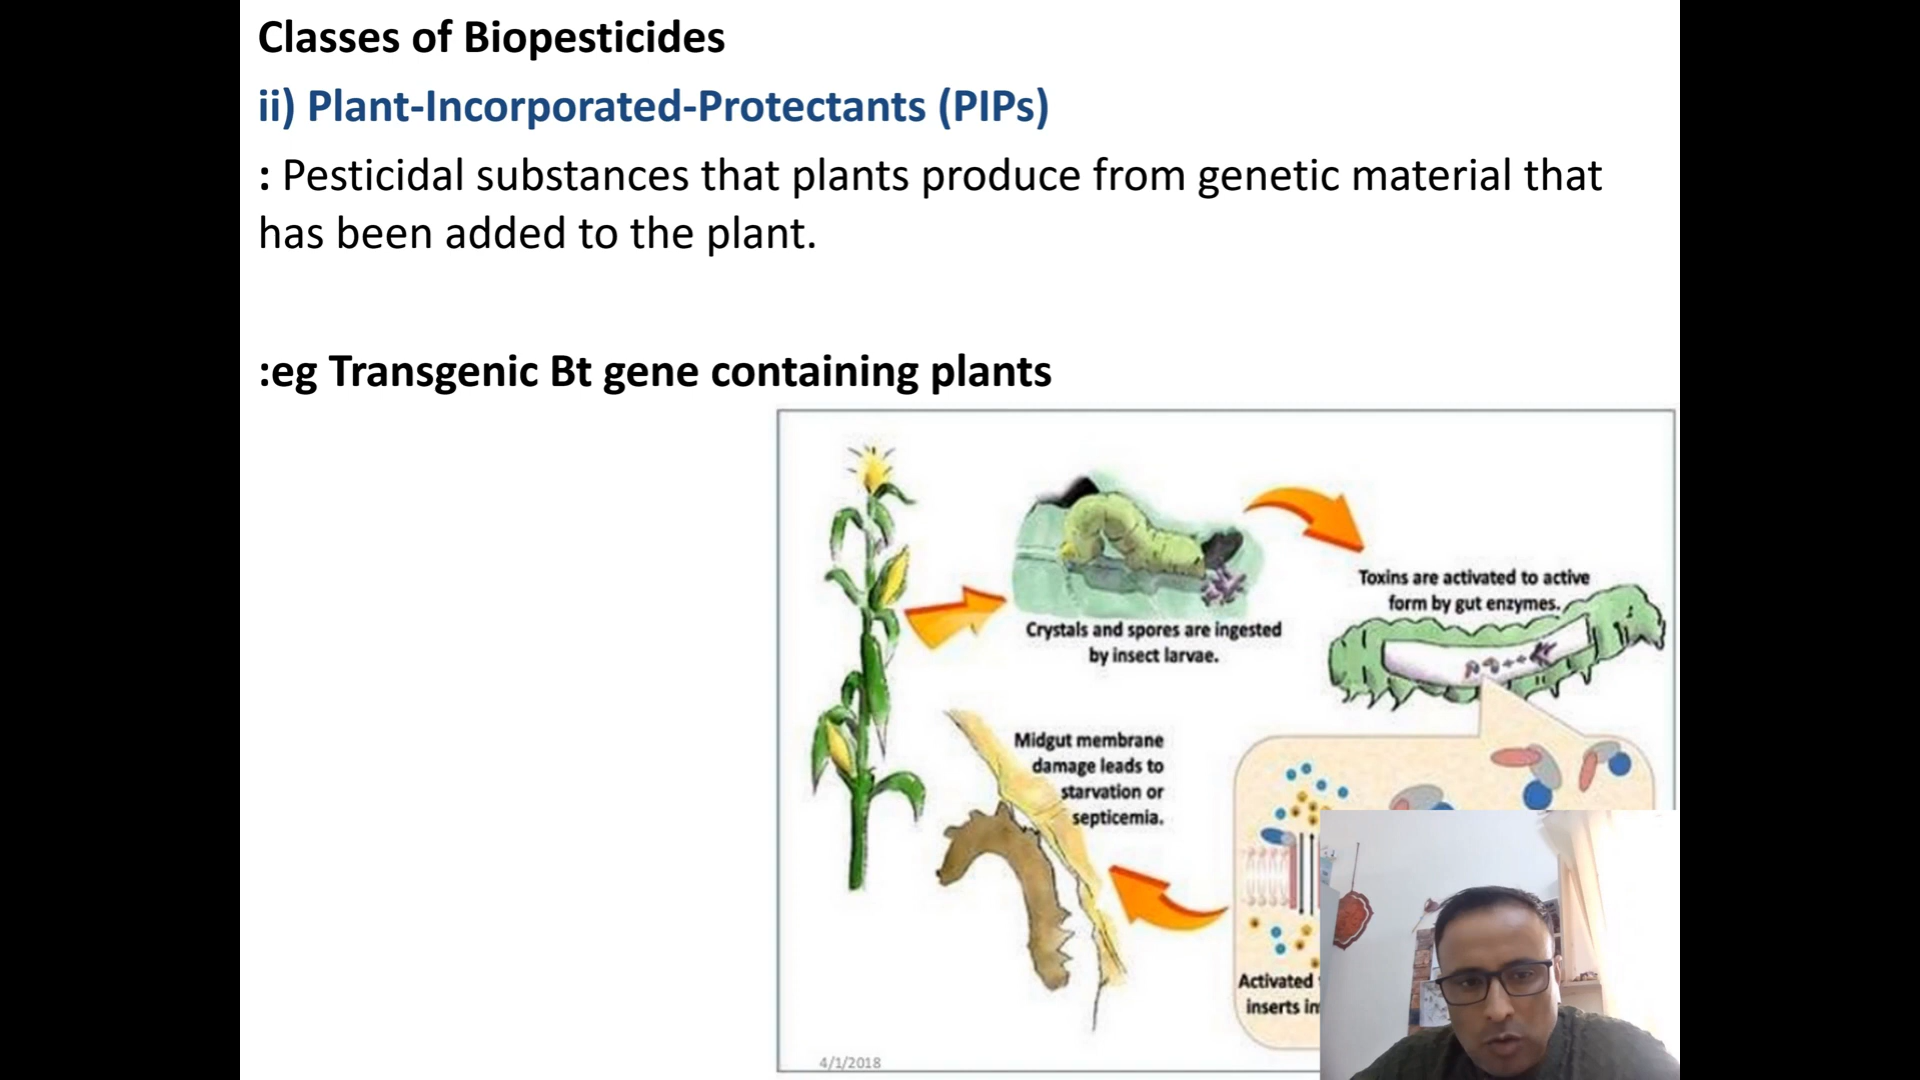 Classes of Biopesticides
ii) Plant-Incorporated-Protectants (PIPs)
: Pesticidal substances that plants produce from genetic material that
has been added to the plant.
:eg Transgenic Bt gene containing plants
Crystals and spores are ingested
by insect larvae.
Toxins are activated to active
form by gut enzymes.
Midgut membrane
damage leads to
starvation or
septicemia.
Activated
inserts
4/1/2018